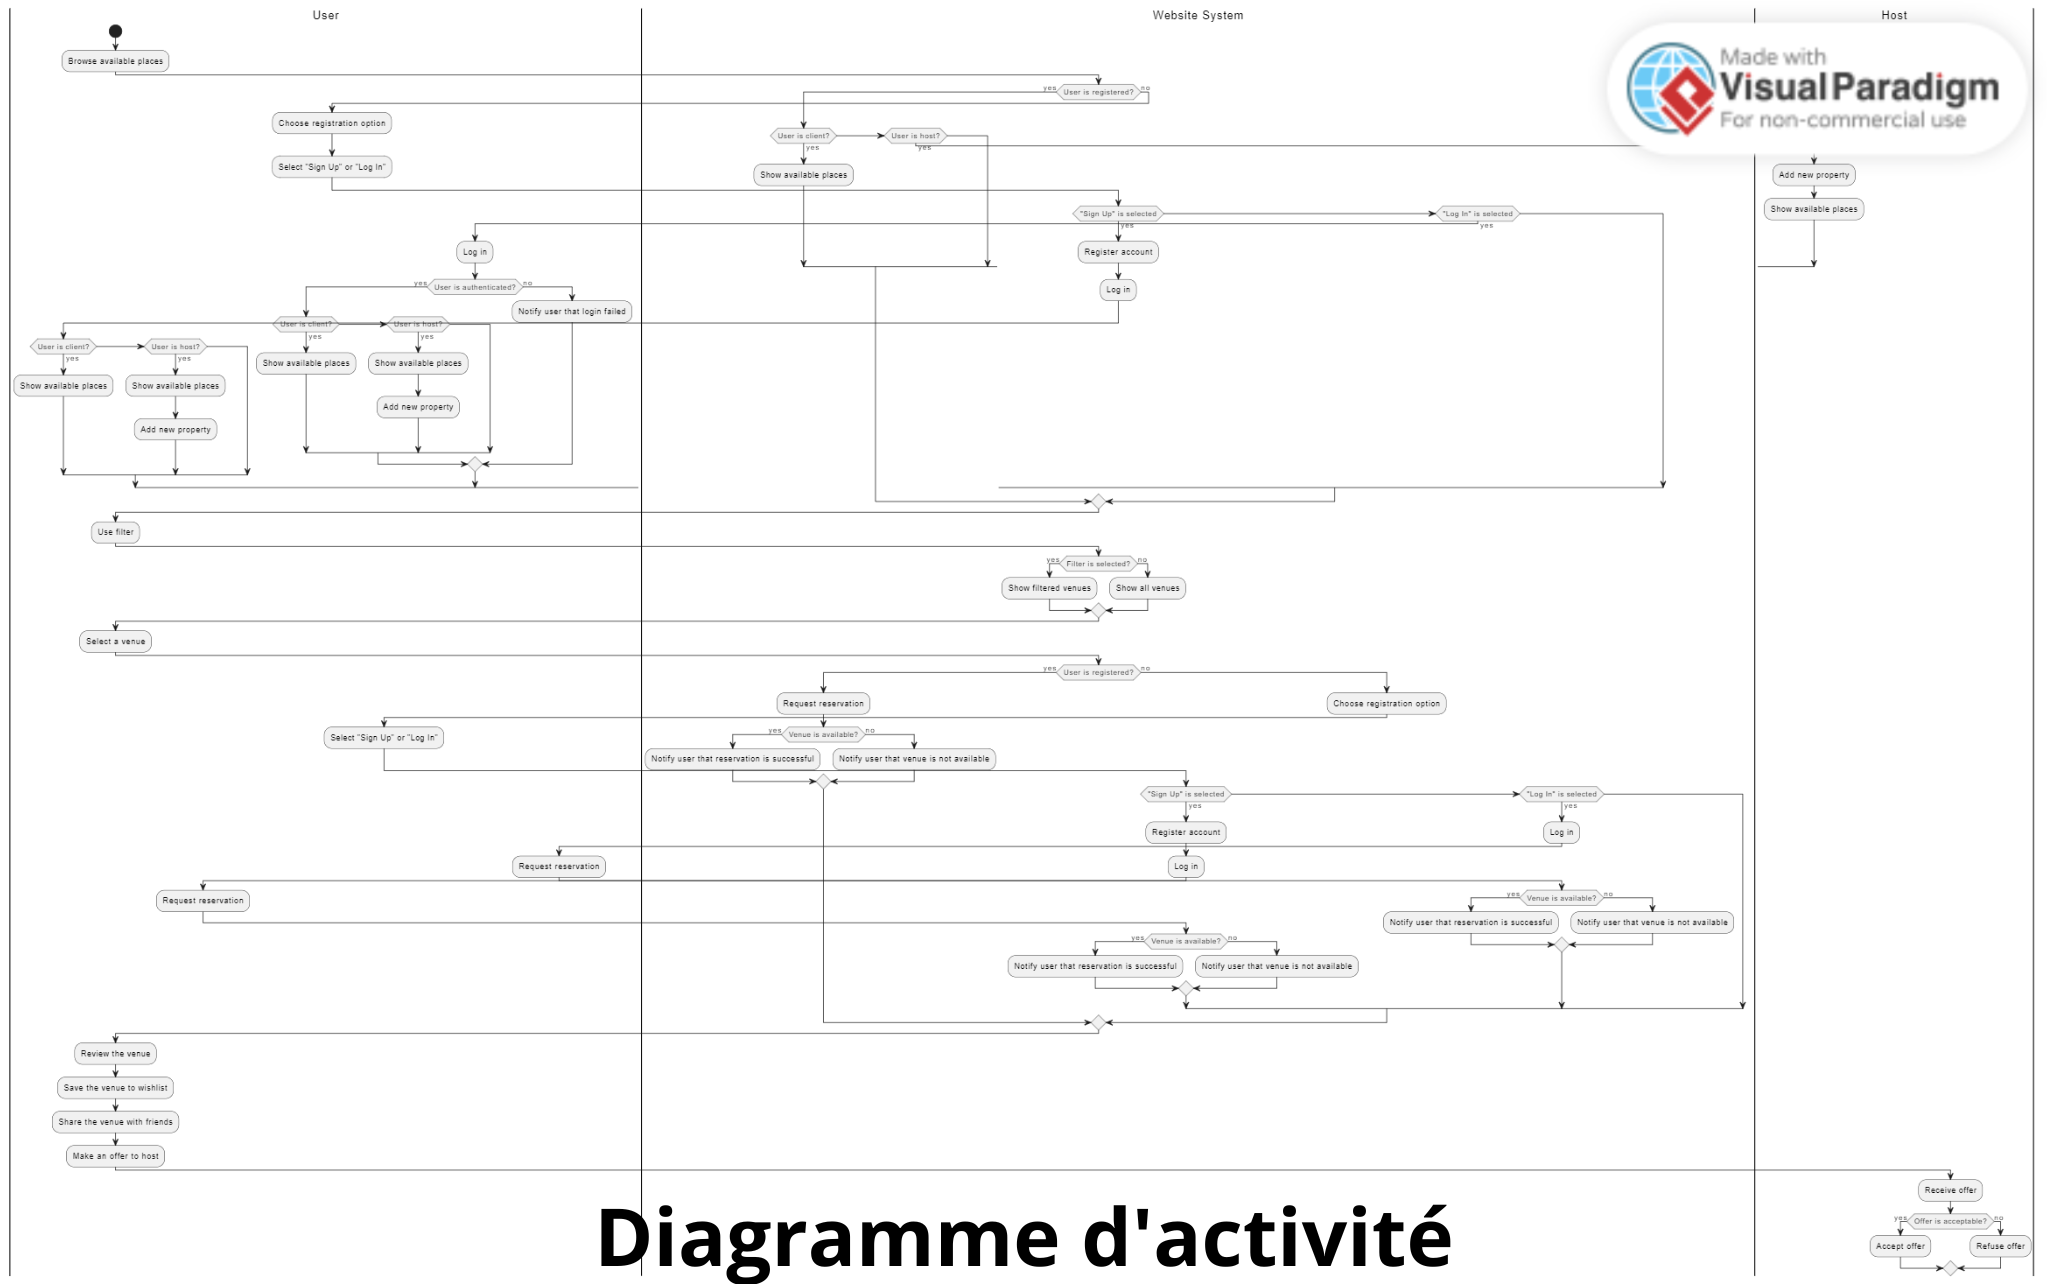 User
Website System
Host
Made with
Visual Paradigm
For non-commercial use
Browse available places
yes
User is registered?
no
Choose registration option
User is client?
User is host?
yes
yes
Select "Sign Up" or "Log In"
Show available places
Add new property
Show available places
"Sign Up" is selected
"Log In" is selected
yes
yes
Log in
Register account
yes
User is authenticated?
no
Log in
Notify user that login failed
User is client?
User is host?
yes
yes
User is client?
User is host?
yes
yes
Show available places
Show available places
Show available places
Show available places
Add new property
Add new property
Use filter
yes
Filter is selected?
no
Show filtered venues
Show all venues
Select a venue
yes
User is registered?
no
Request reservation
Choose registration option
Select "Sign Up" or "Log In"
yes
Venue is available?
no
Notify user that reservation is successful
Notify user that venue is not available
"Sign Up" is selected
"Log In" is selected
yes
yes
Register account
Log in
Request reservation
Log in
Request reservation
yes
Venue is available?
no
Notify user that reservation is successful
Notify user that venue is not available
yes
Venue is available?
no
Notify user that reservation is successful
Notify user that venue is not available
Review the venue
Save the venue to wishlist
Share the venue with friends
Make an offer to host
Receive offer
yes
Offer is acceptable?
no
Accept offer
Refuse offer
Diagramme d'activité